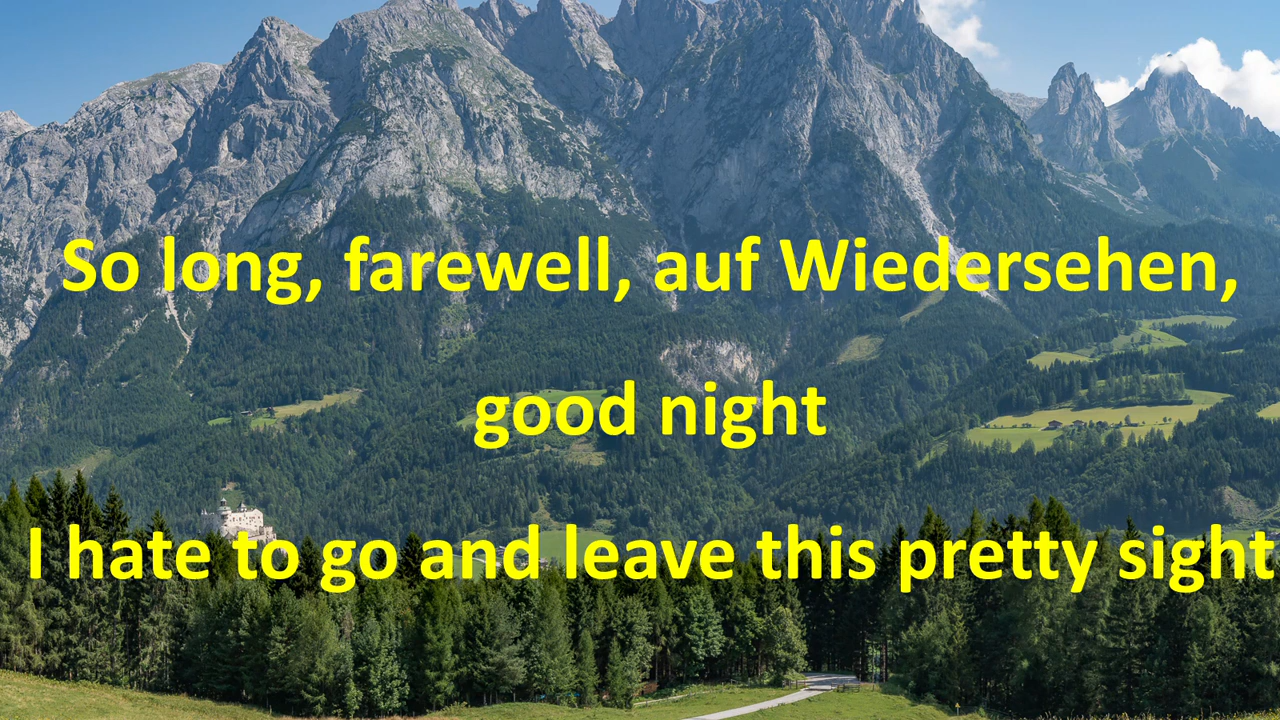 So long, farewell, auf Wiedersehen,
good night
I hate to go and leave this pretty sight